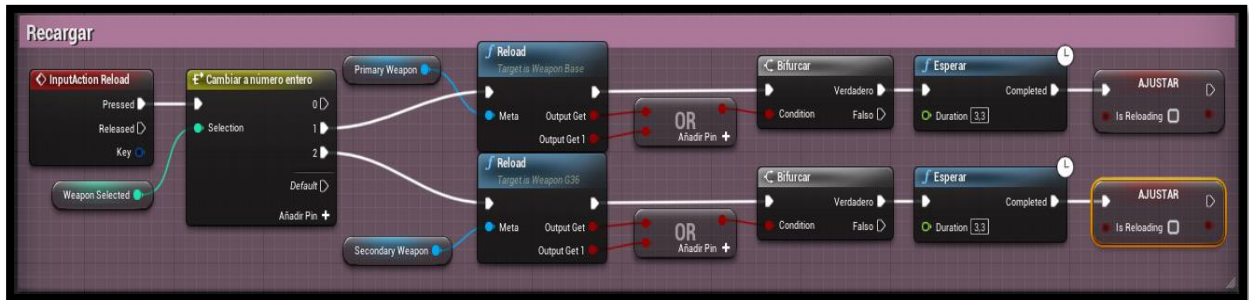 Recargar
InputAction Reload
Pressed
Released
Key
Weapon Selected
Cambiar a número entero
Selection
0
1
2
Default
Añadir Pin +
Primary Weapon
Reload
Target is Weapon Base
Meta
Output Get
Output Get 1
OR
Añadir Pin +
Bifurcar
Verdadero
Condition
Falso
Esperar
Completed
Duration 3,3
AJUSTAR
Is Reloading
Secondary Weapon
Reload
Target is Weapon G36
Meta
Output Get
Output Get 1
OR
Añadir Pin +
Bifurcar
Verdadero
Condition
Falso
Esperar
Completed
Duration 3,3
AJUSTAR
Is Reloading